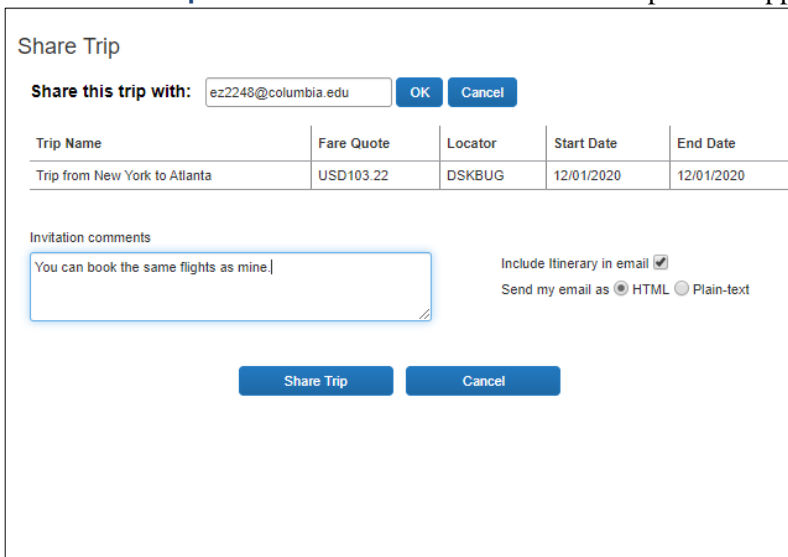 Share Trip
Share this trip with: ez2248@columbia.edu OK Cancel
Trip Name Fare Quote Locator Start Date End Date
Trip from New York to Atlanta USD103.22 DSKBUG 12/01/2020 12/01/2020
Invitation comments
You can book the same flights as mine.
Include Itinerary in email
Send my email as HTML Plain-text
Share Trip Cancel